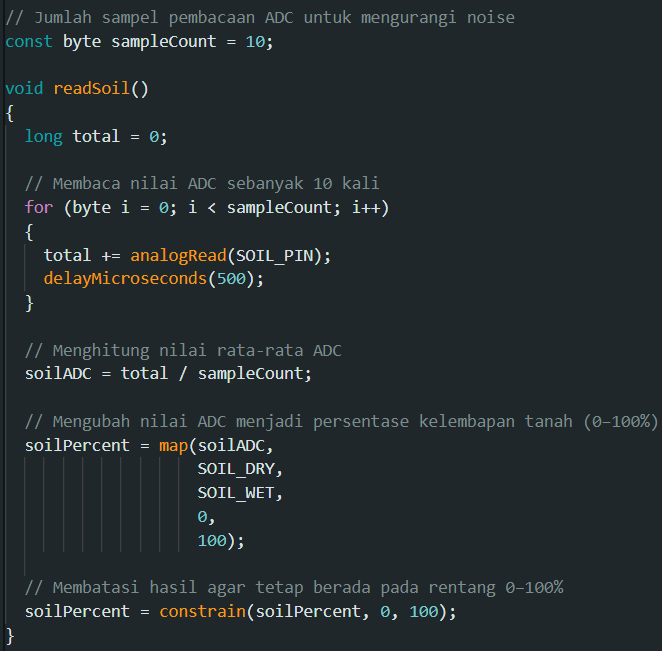 // Jumlah sampel pembacaan ADC untuk mengurangi noise
const byte sampleCount = 10;
void readSoil()
{
long total = 0;
// Membaca nilai ADC sebanyak 10 kali
for (byte i = 0; i < sampleCount; i++)
{
total += analogRead(SOIL_PIN);
delayMicroseconds(500);
}
// Menghitung nilai rata-rata ADC
soilADC = total / sampleCount;
// Mengubah nilai ADC menjadi persentase kelembapan tanah (0–100%)
soilPercent = map(soilADC,
SOIL_DRY,
SOIL_WET,
0,
100);
// Membatasi hasil agar tetap berada pada rentang 0–100%
soilPercent = constrain(soilPercent, 0, 100);
}